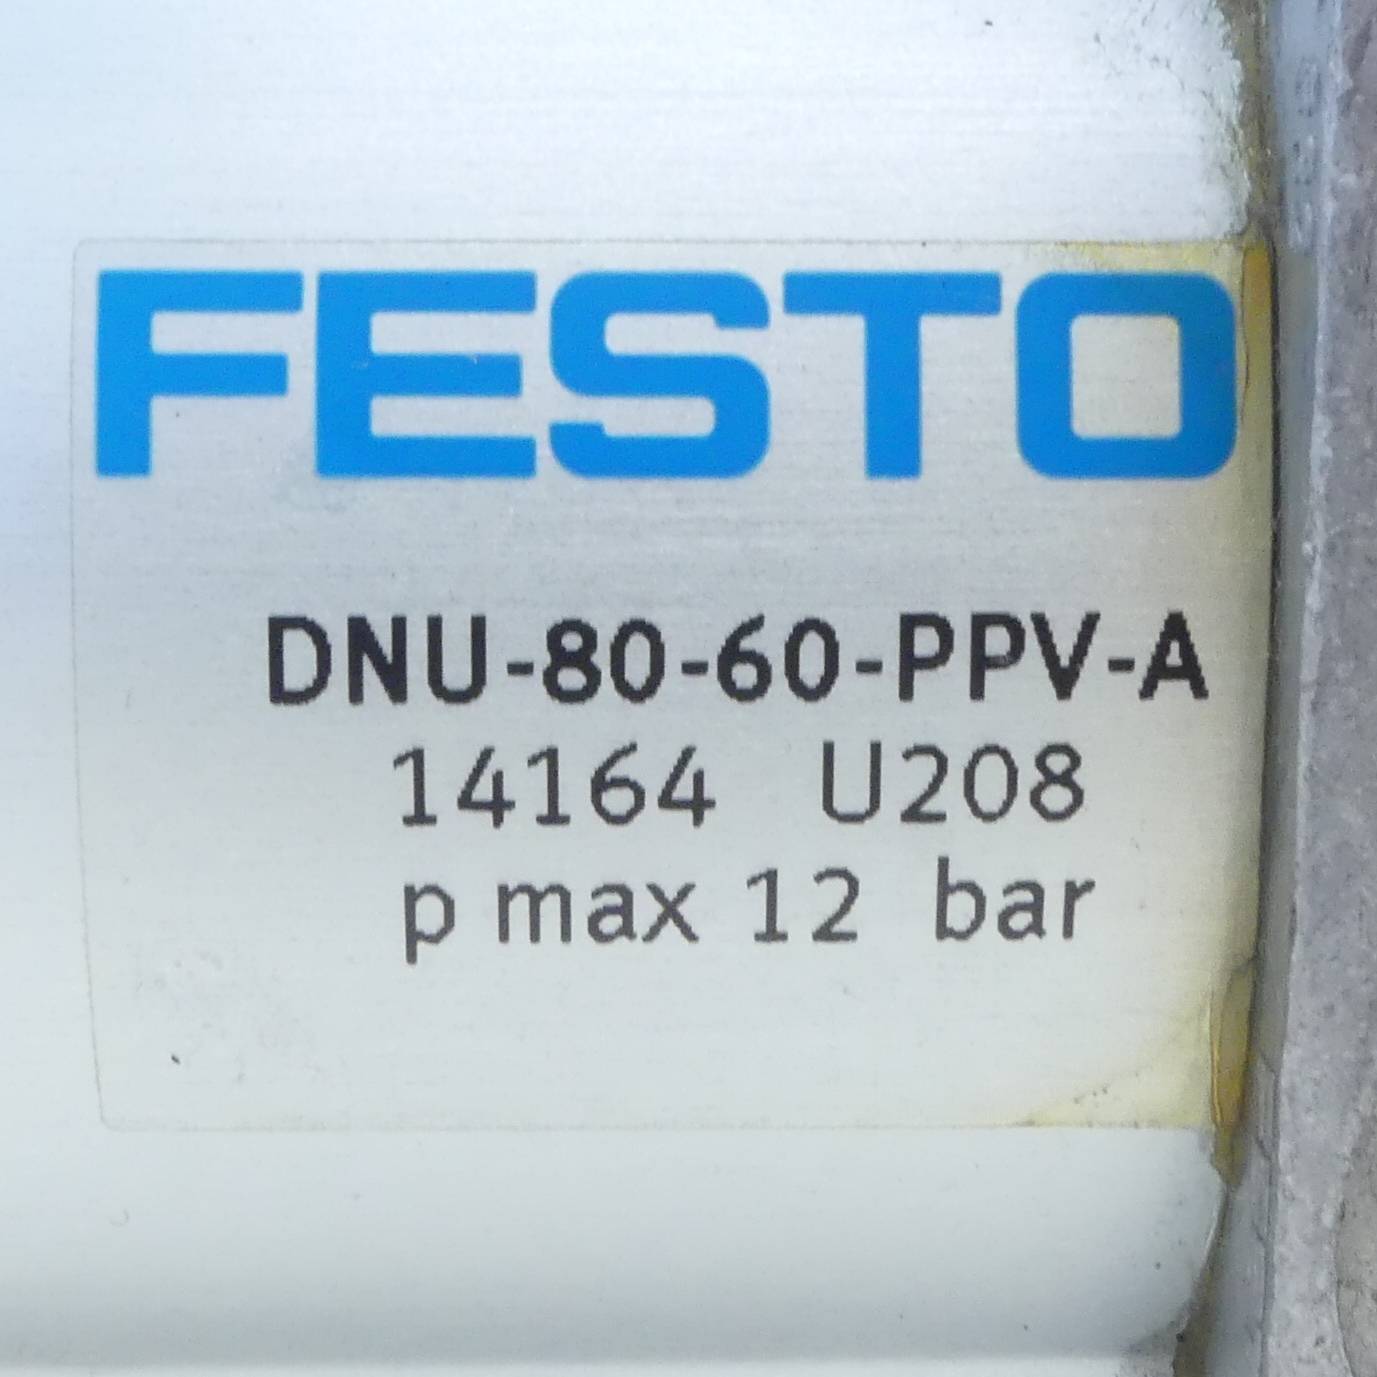 FESTO
DNU-80-60-PPV-A
14164 U208
p max 12 bar